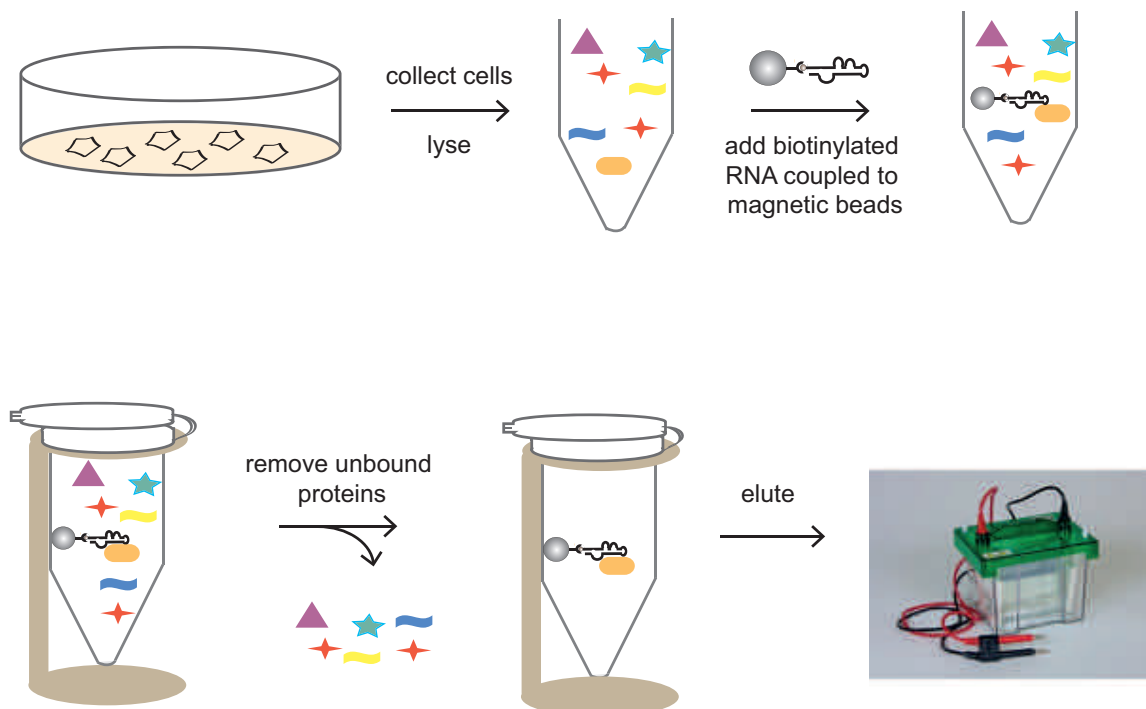 collect cells
lyse
add biotinylated
RNA coupled to
magnetic beads
remove unbound
proteins
elute